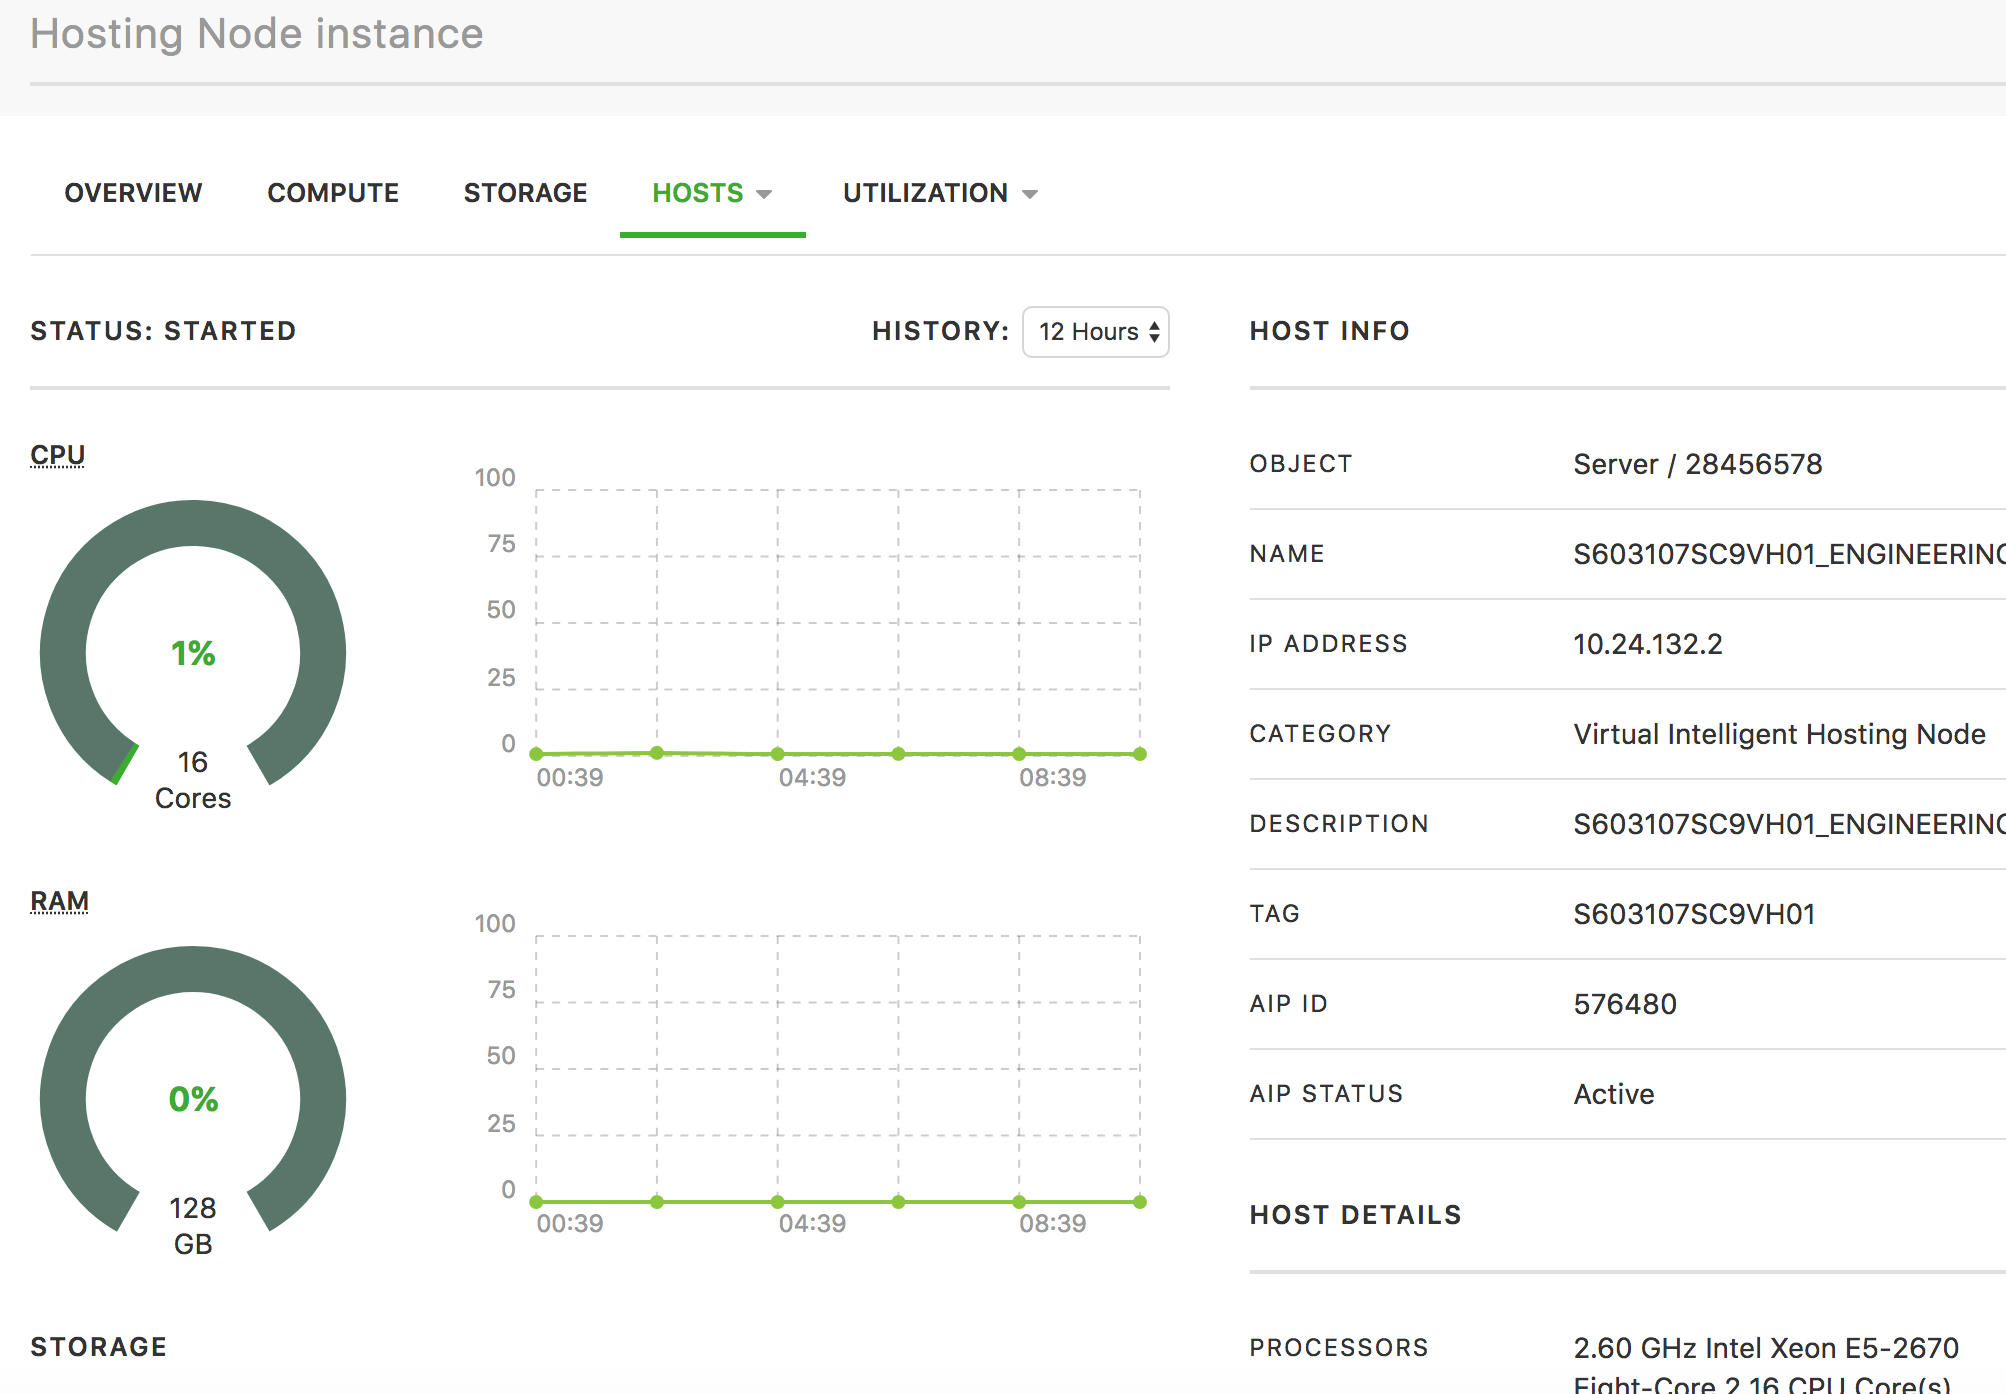 Hosting Node instance
OVERVIEW COMPUTE STORAGE HOSTS UTILIZATION
STATUS: STARTED HISTORY: 12 Hours
CPU
1%
16
Cores
100
75
50
25
0
00:39 04:39 08:39
RAM
0%
128
GB
100
75
50
25
0
00:39 04:39 08:39
STORAGE
HOST INFO
OBJECT Server / 28456578
NAME S603107SC9VH01_ENGINEERING
IP ADDRESS 10.24.132.2
CATEGORY Virtual Intelligent Hosting Node
DESCRIPTION S603107SC9VH01_ENGINEERING
TAG S603107SC9VH01
AIP ID 576480
AIP STATUS Active
HOST DETAILS
PROCESSORS 2.60 GHz Intel Xeon E5-2670
Eight-Core 2 16 CPU Core(s)